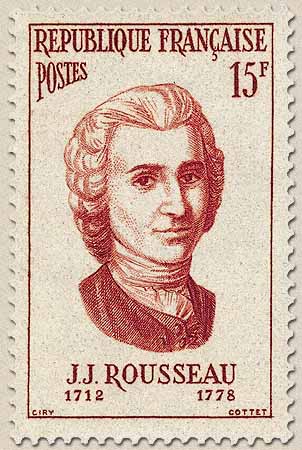 REPUBLIQUE FRANÇAISE
POSTES 15F
J.J. ROUSSEAU
1712 1778
CIRY COTTET